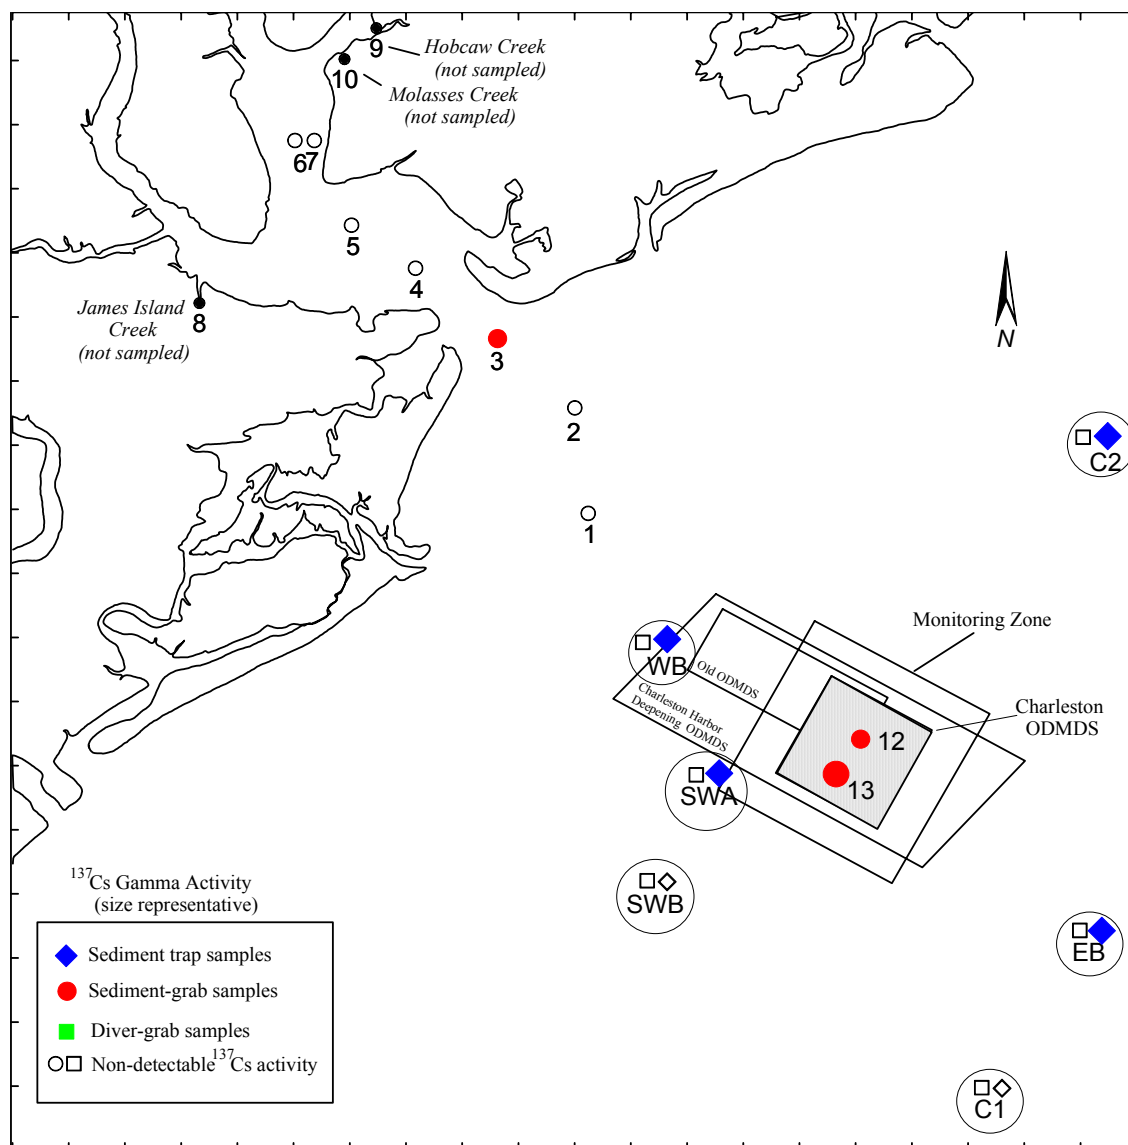 9
Hobcaw Creek
(not sampled)
10
Molasses Creek
(not sampled)
6
7
5
4
James Island
Creek
(not sampled)
8
3
N
2
C2
1
Monitoring Zone
WB
Old ODMDS
Charleston Harbor
Deepening ODMDS
Charleston
ODMDS
12
13
SWA
SWB
EB
C1
137Cs Gamma Activity
(size representative)
Sediment trap samples
Sediment-grab samples
Diver-grab samples
Non-detectable 137Cs activity